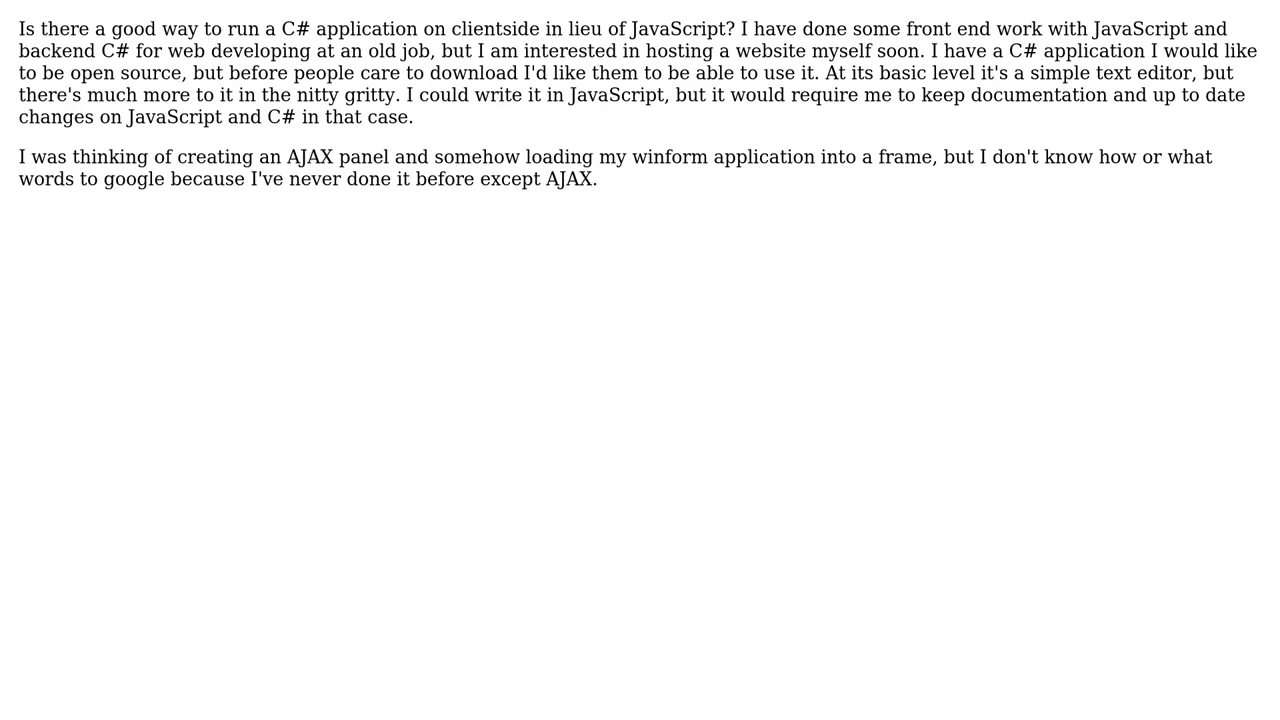 Is there a good way to run a C# application on clientside in lieu of JavaScript? I have done some front end work with JavaScript and
backend C# for web developing at an old job, but I am interested in hosting a website myself soon. I have a C# application I would like
to be open source, but before people care to download I'd like them to be able to use it. At its basic level it's a simple text editor, but
there's much more to it in the nitty gritty. I could write it in JavaScript, but it would require me to keep documentation and up to date
changes on JavaScript and C# in that case.
I was thinking of creating an AJAX panel and somehow loading my winform application into a frame, but I don't know how or what
words to google because I've never done it before except AJAX.